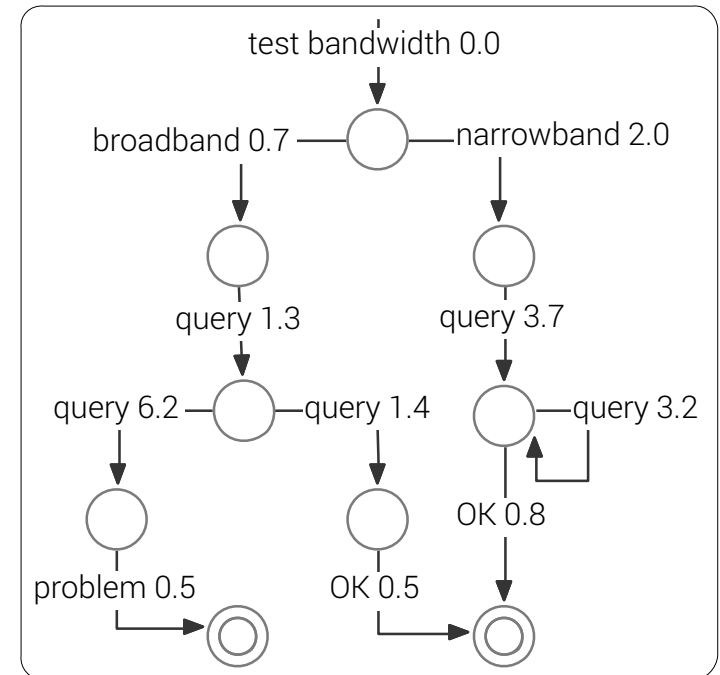 test bandwidth 0.0
broadband 0.7
narrowband 2.0
query 1.3
query 3.7
query 6.2
query 1.4
query 3.2
OK 0.8
problem 0.5
OK 0.5